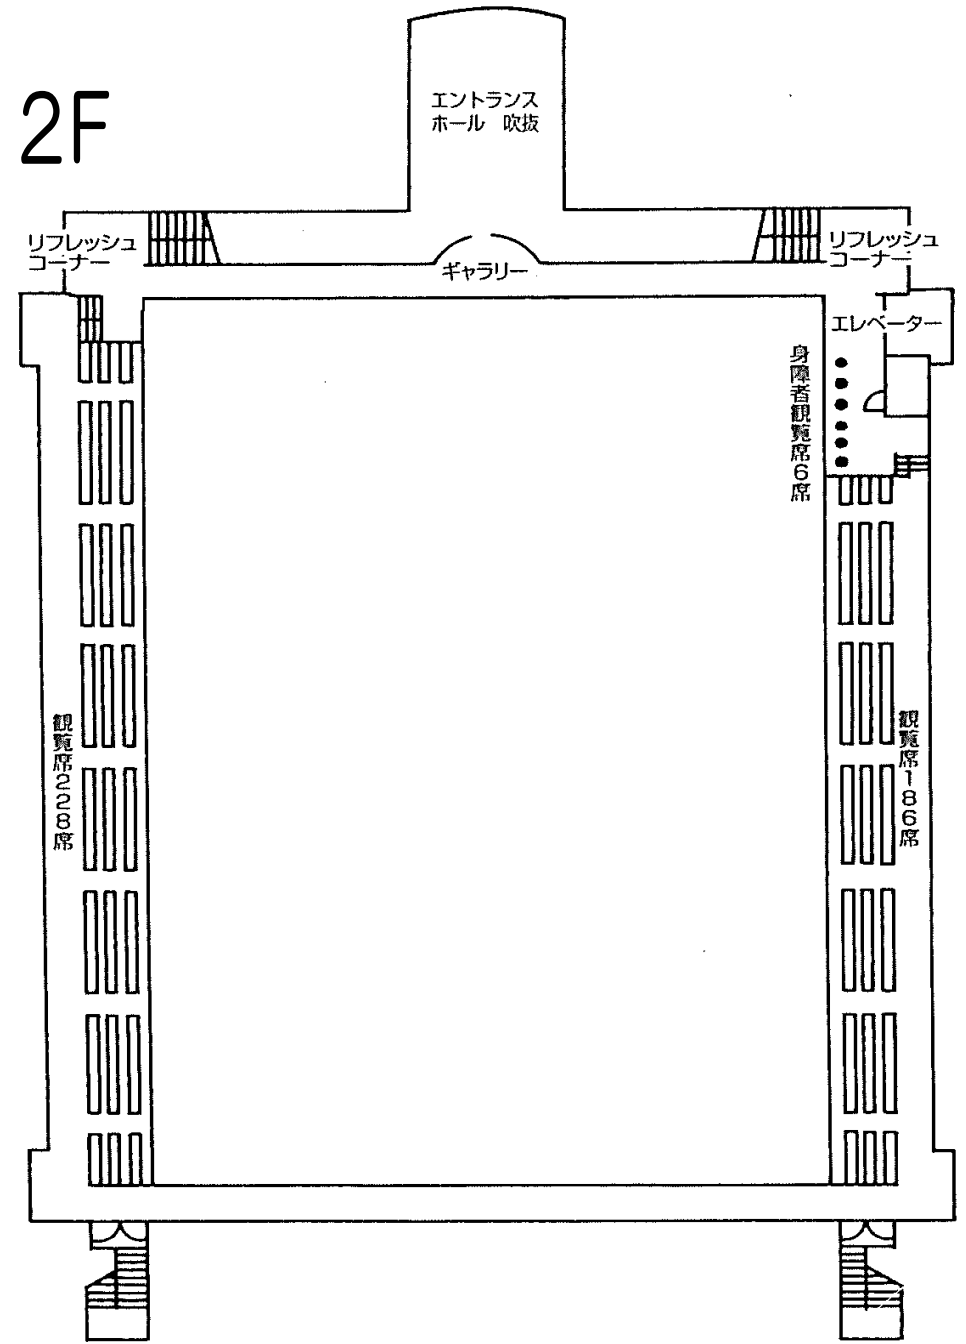 2F
エントランス
ホール 吹抜
リフレッシュ
コーナー
ギャラリー
リフレッシュ
コーナー
エレベーター
身障者観覧席6席
観覧席228席
観覧席186席